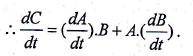 ∴ dC/dt = (dA/dt).B + A.(dB/dt).